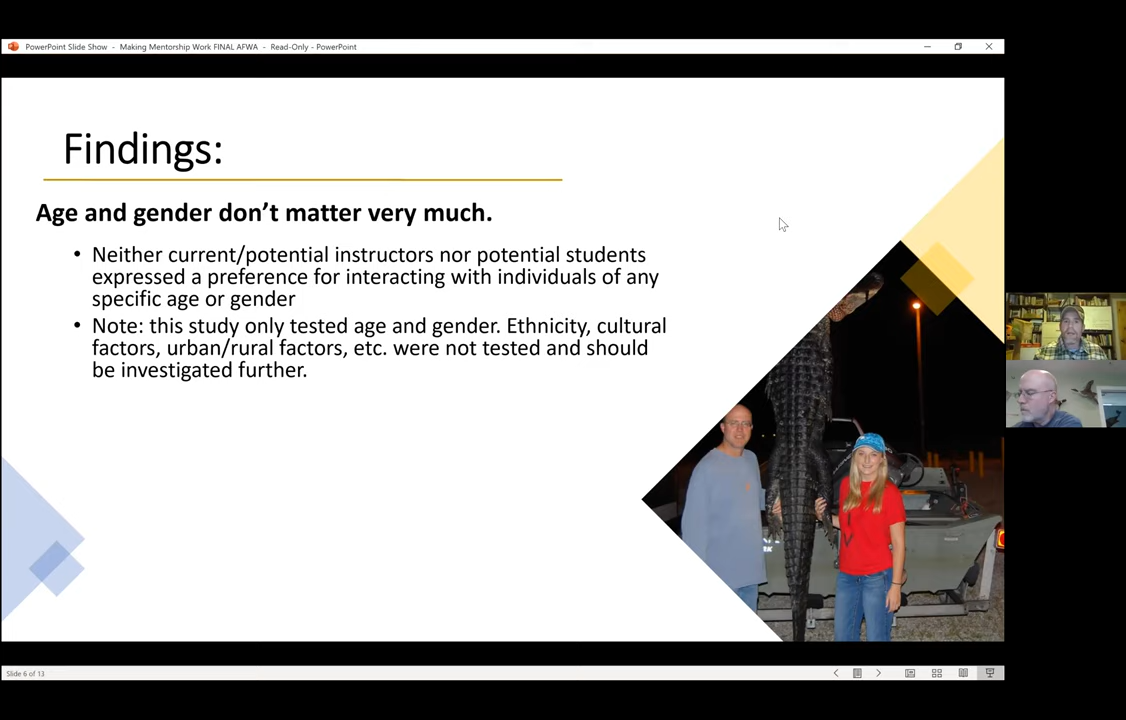 PowerPoint Slide Show - Making Mentorship Work FINAL AFWA - Read-Only - PowerPoint
Findings:
Age and gender don’t matter very much.
• Neither current/potential instructors nor potential students
expressed a preference for interacting with individuals of any
specific age or gender
• Note: this study only tested age and gender. Ethnicity, cultural
factors, urban/rural factors, etc. were not tested and should
be investigated further.
Slide 6 of 13